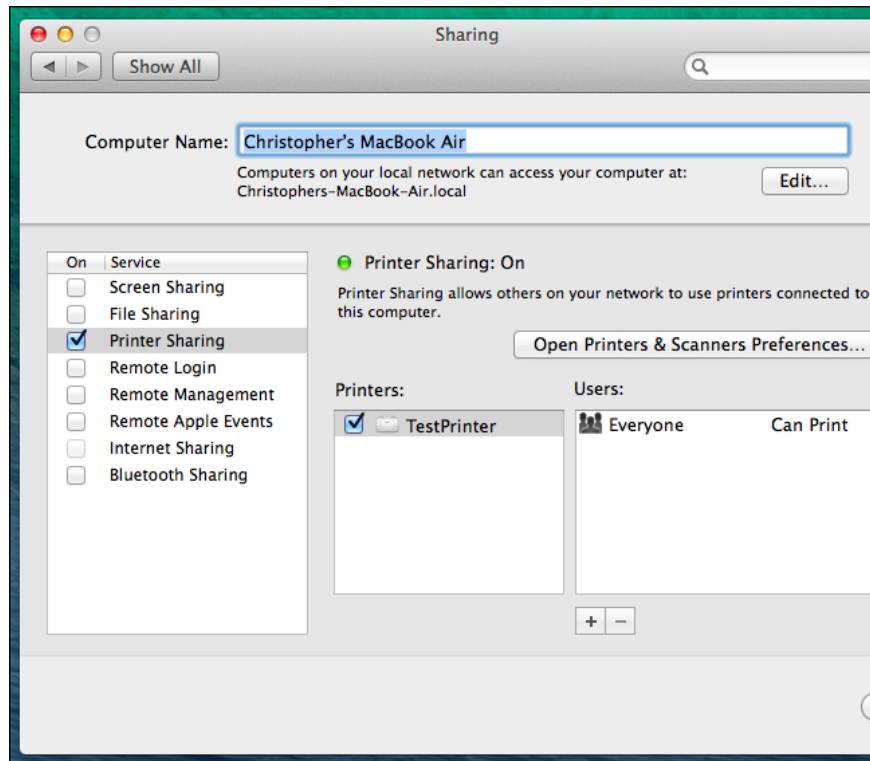 Sharing
Show All
Computer Name: Christopher's MacBook Air
Computers on your local network can access your computer at:
Christophers-MacBook-Air.local
Edit...
On Service
Screen Sharing
File Sharing
Printer Sharing
Remote Login
Remote Management
Remote Apple Events
Internet Sharing
Bluetooth Sharing
Printer Sharing: On
Printer Sharing allows others on your network to use printers connected to
this computer.
Open Printers & Scanners Preferences...
Printers:
TestPrinter
Users:
Everyone Can Print
+ −